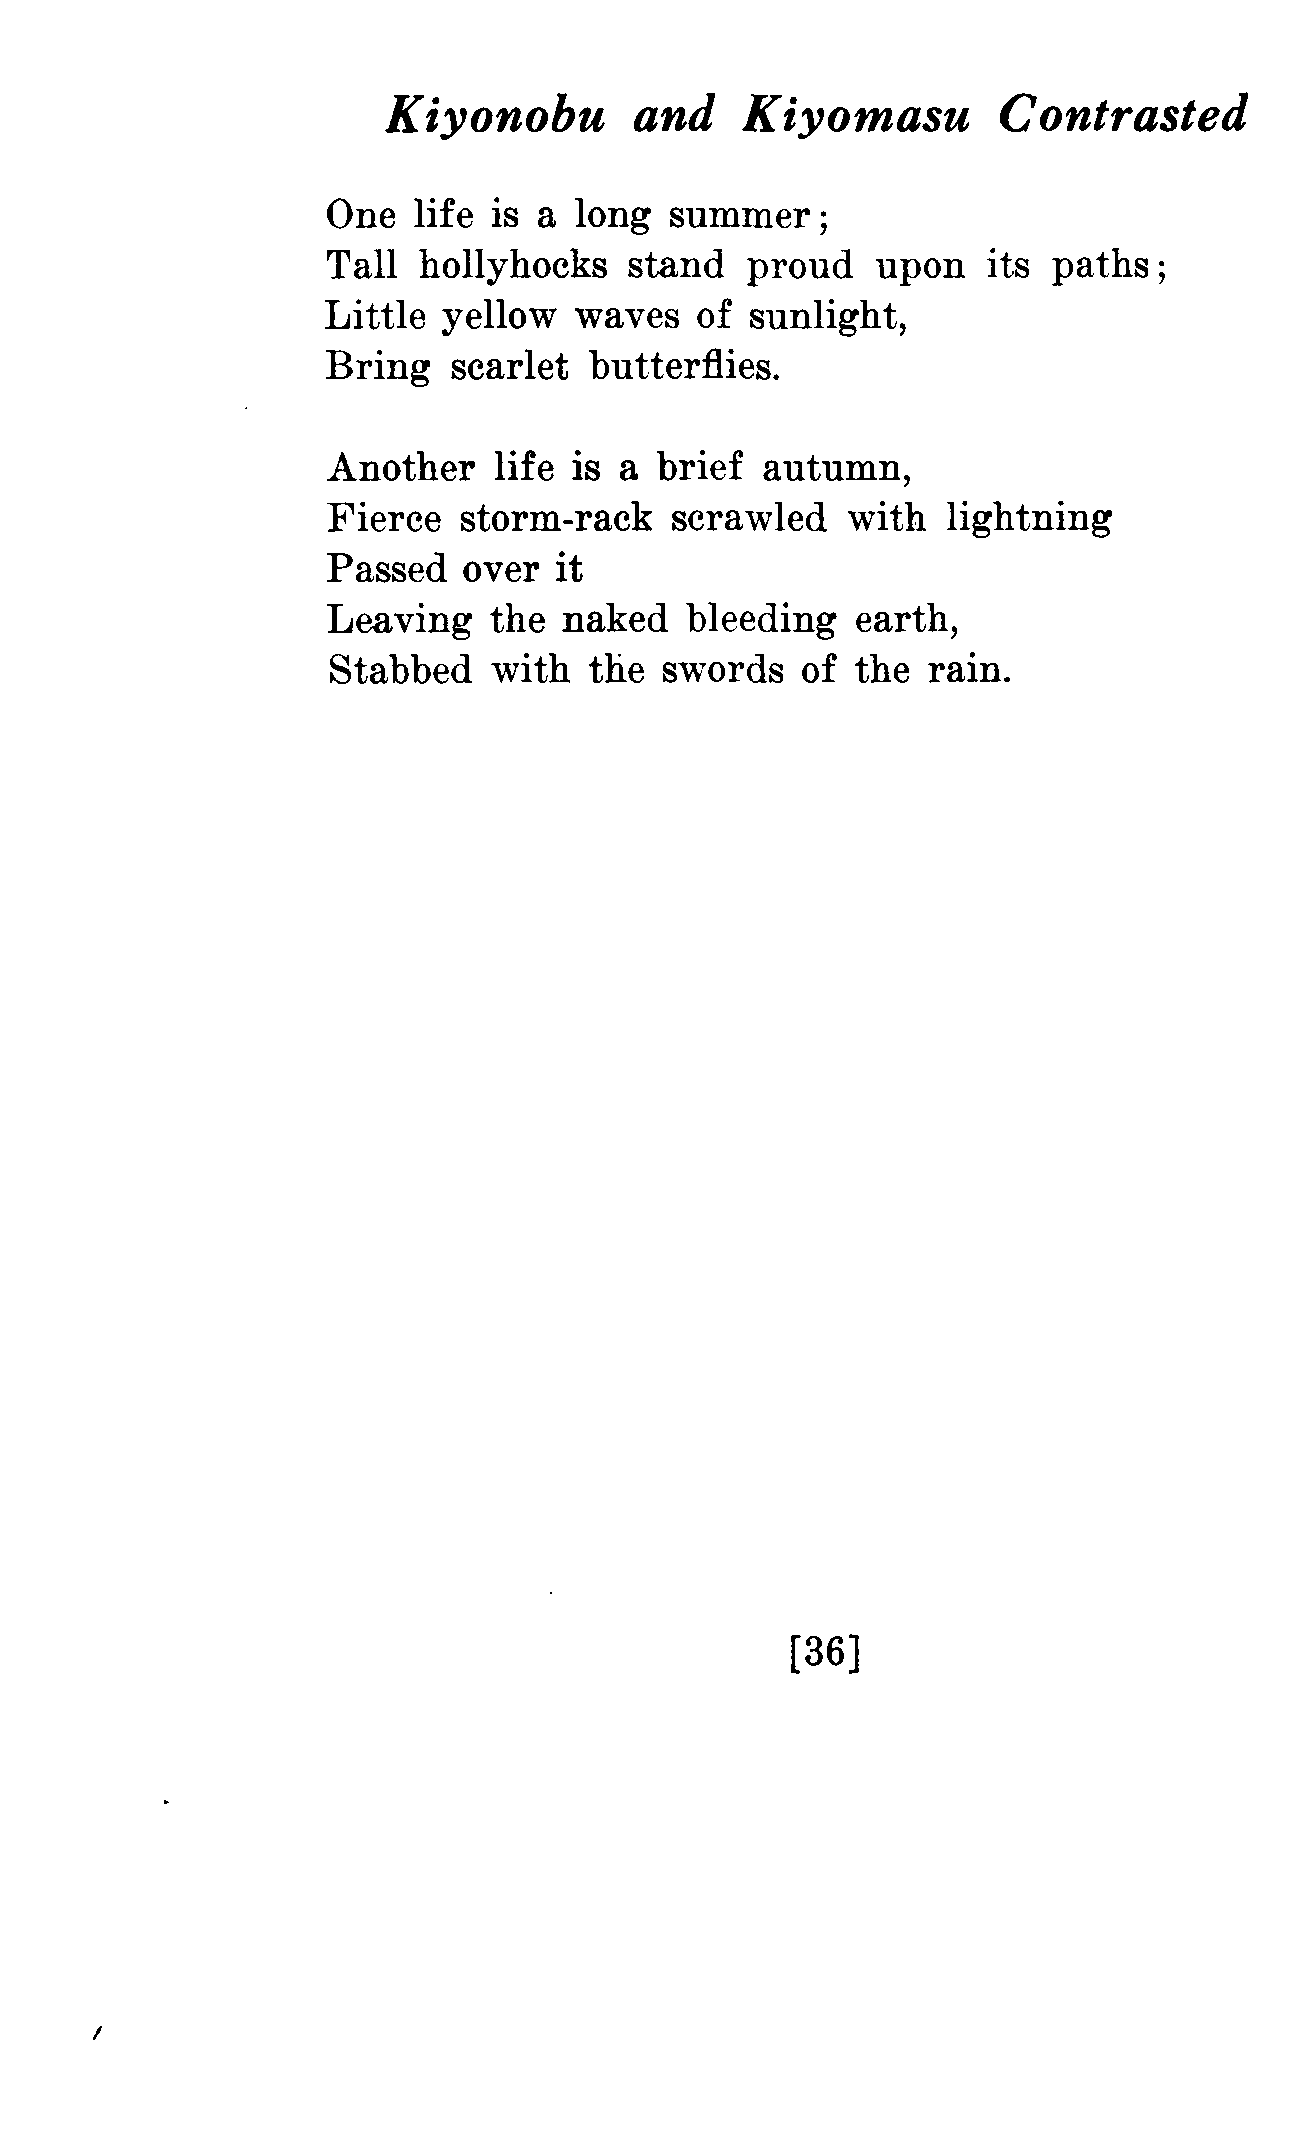 Kiyonobu and Kiyomasu Contrasted
One life is a long summer;
Tall hollyhocks stand proud upon its paths;
Little yellow waves of sunlight,
Bring scarlet butterflies.
Another life is a brief autumn,
Fierce storm-rack scrawled with lightning
Passed over it
Leaving the naked bleeding earth,
Stabbed with the swords of the rain.
[36]